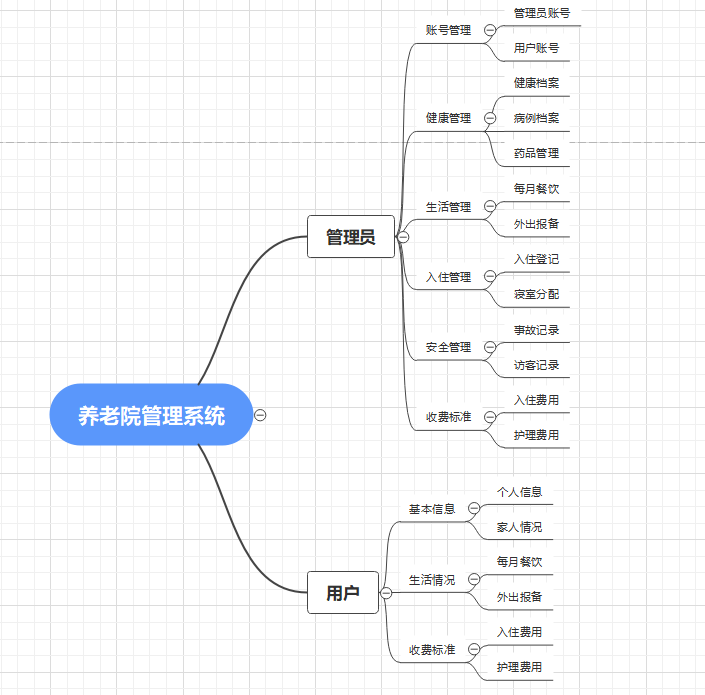 养老院管理系统
管理员
账号管理
管理员账号
用户账号
健康管理
健康档案
病例档案
药品管理
生活管理
每月餐饮
外出报备
入住管理
入住登记
寝室分配
安全管理
事故记录
访客记录
收费标准
入住费用
护理费用
用户
基本信息
个人信息
家人情况
生活情况
每月餐饮
外出报备
收费标准
入住费用
护理费用